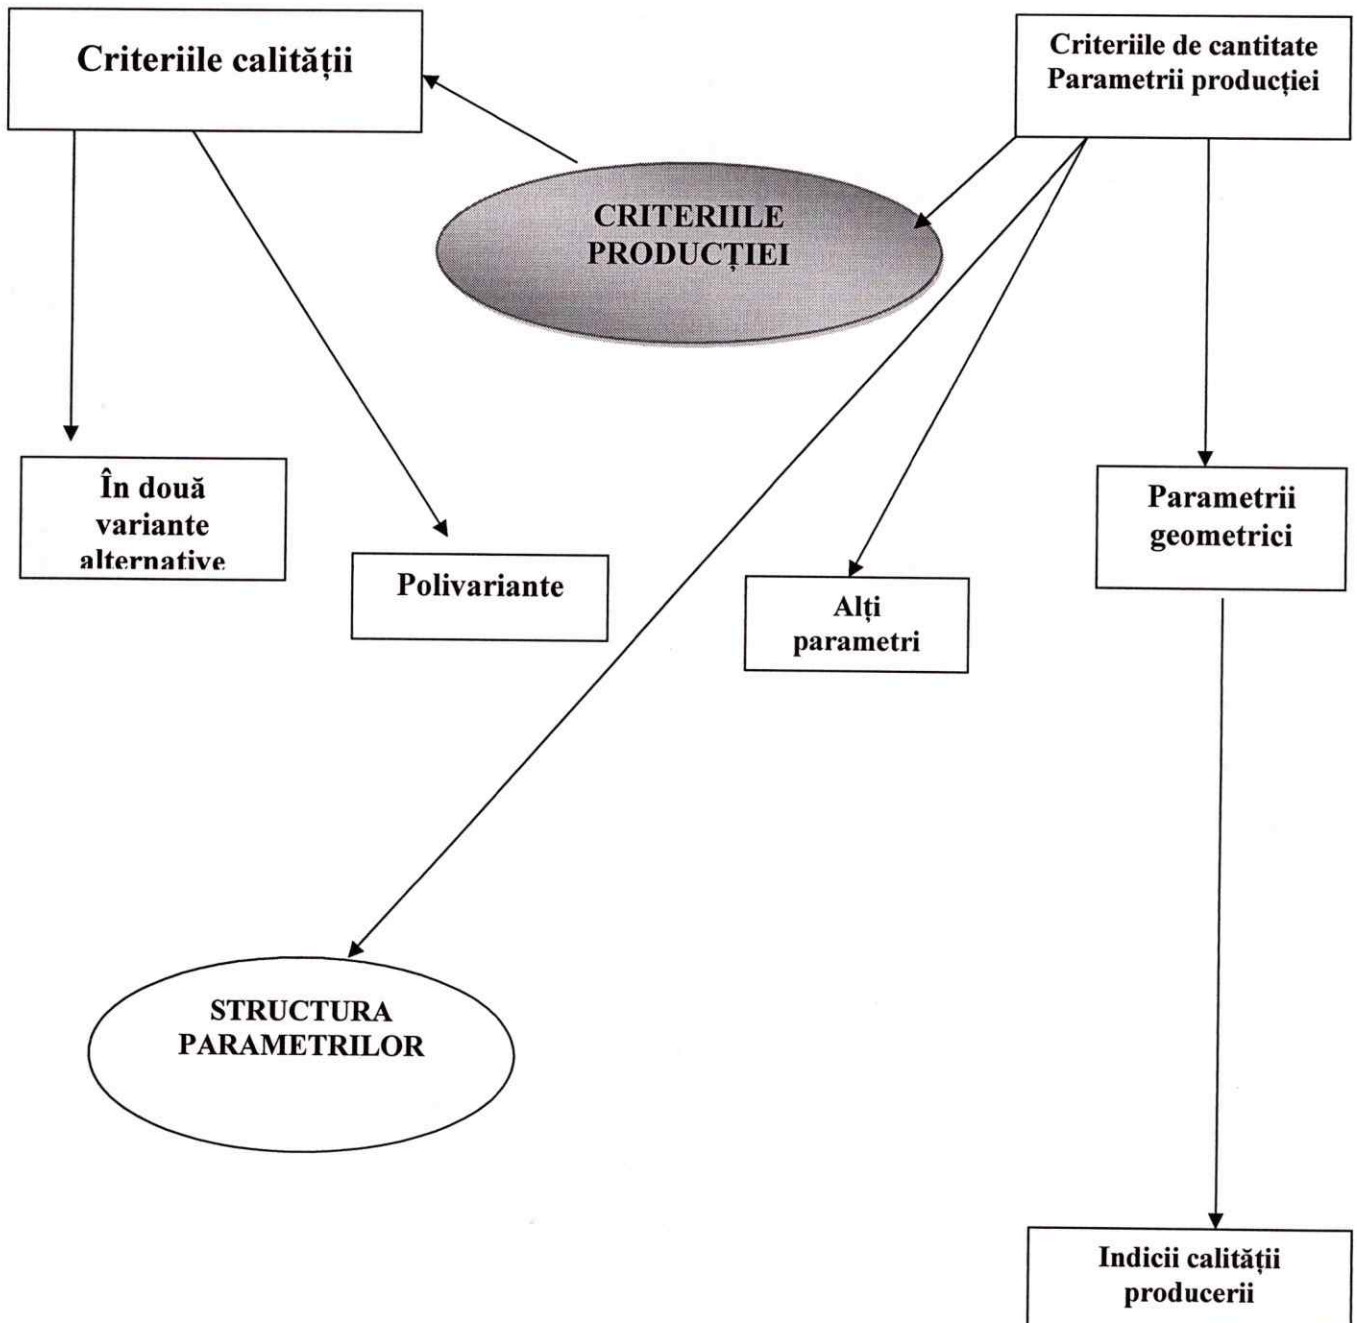 Criteriile calității
Criteriile de cantitate
Parametrii producției
CRITERIILE
PRODUCȚIEI
În două
variante
alternative
Polivariante
Alți
parametri
Parametrii
geometrici
STRUCTURA
PARAMETRILOR
Indicii calității
producerii